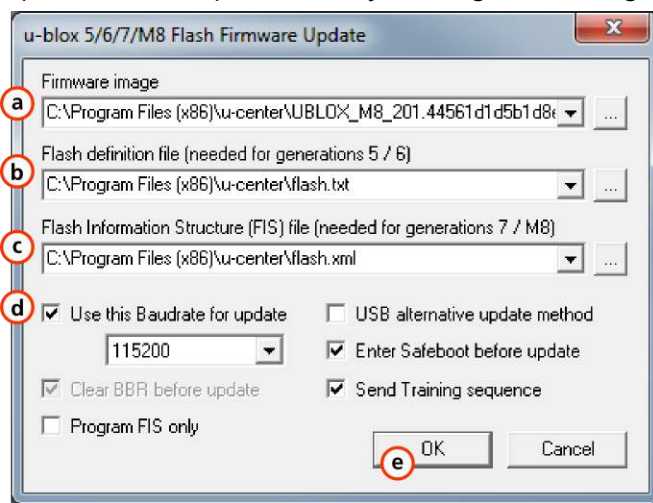 u-blox 5/6/7/M8 Flash Firmware Update
Firmware image
a
C:\Program Files (x86)\u-center\UBLOX_M8_201.44561d1d5b1d8
...
Flash definition file (needed for generations 5 / 6)
b
C:\Program Files (x86)\u-center\flash.txt
...
Flash Information Structure (FIS) file (needed for generations 7 / M8)
c
C:\Program Files (x86)\u-center\flash.xml
...
d
Use this Baudrate for update
USB alternative update method
115200
Enter Safeboot before update
Clear BBR before update
Send Training sequence
Program FIS only
e
OK
Cancel